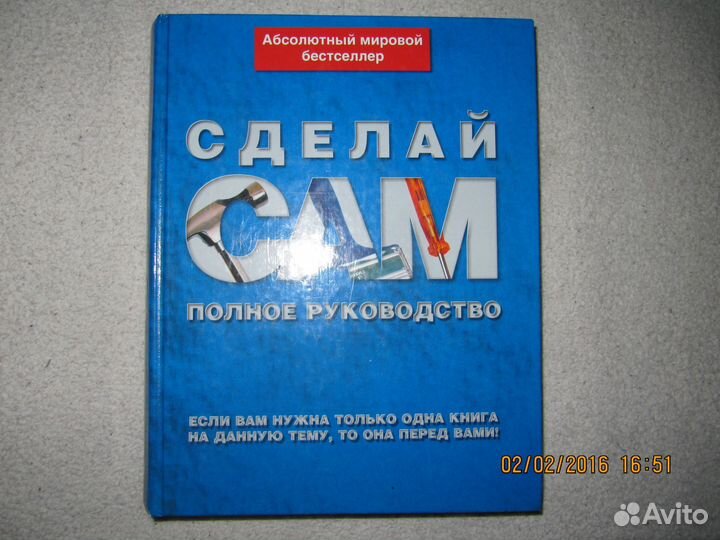 Абсолютный мировой
бестселлер
СДЕЛАЙ
САМ
ПОЛНОЕ РУКОВОДСТВО
ЕСЛИ ВАМ НУЖНА ТОЛЬКО ОДНА КНИГА
НА ДАННУЮ ТЕМУ, ТО ОНА ПЕРЕД ВАМИ!
02/02/2016 16:51
Avito